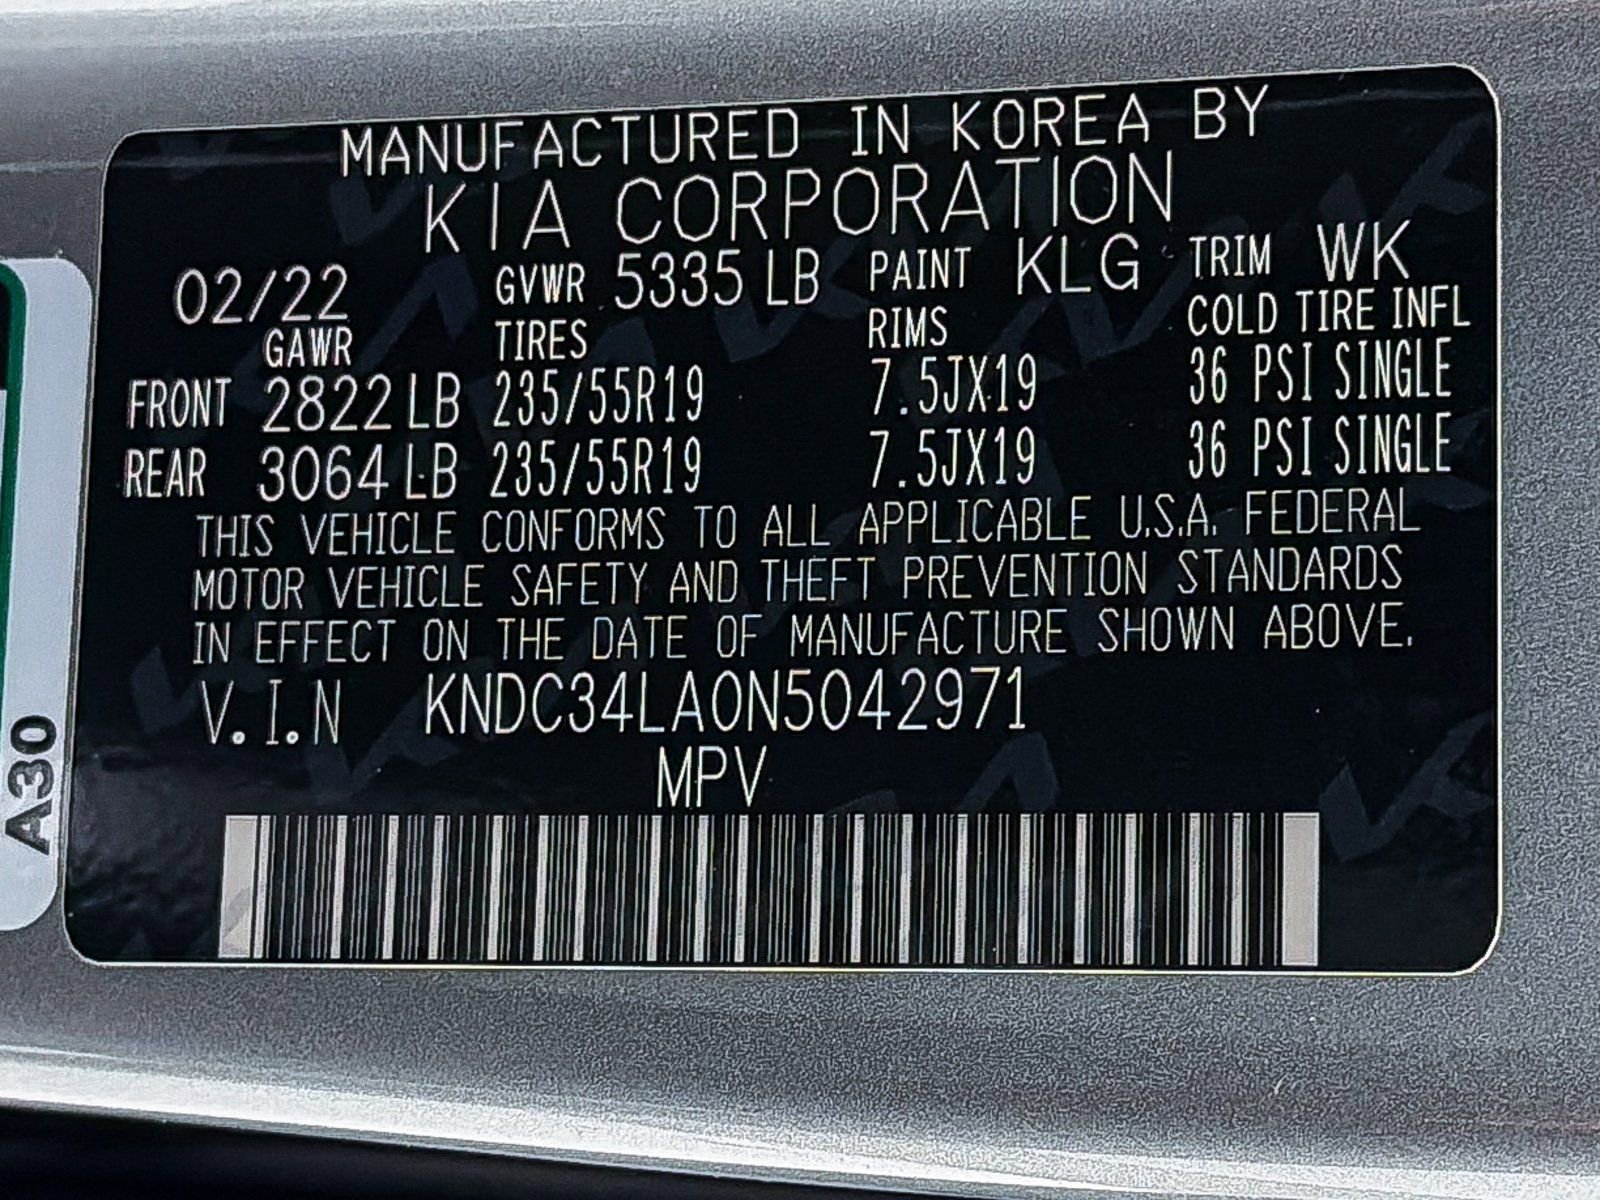 MANUFACTURED IN KOREA BY
KIA CORPORATION
02/22 GVWR 5335 LB PAINT KLG TRIM WK
GAWR TIRES RIMS COLD TIRE INFL
FRONT 2822 LB 235/55R19 7.5JX19 36 PSI SINGLE
REAR 3064 LB 235/55R19 7.5JX19 36 PSI SINGLE
THIS VEHICLE CONFORMS TO ALL APPLICABLE U.S.A. FEDERAL
MOTOR VEHICLE SAFETY AND THEFT PREVENTION STANDARDS
IN EFFECT ON THE DATE OF MANUFACTURE SHOWN ABOVE.
V.I.N KNDC34LA0N5042971
MPV
A30